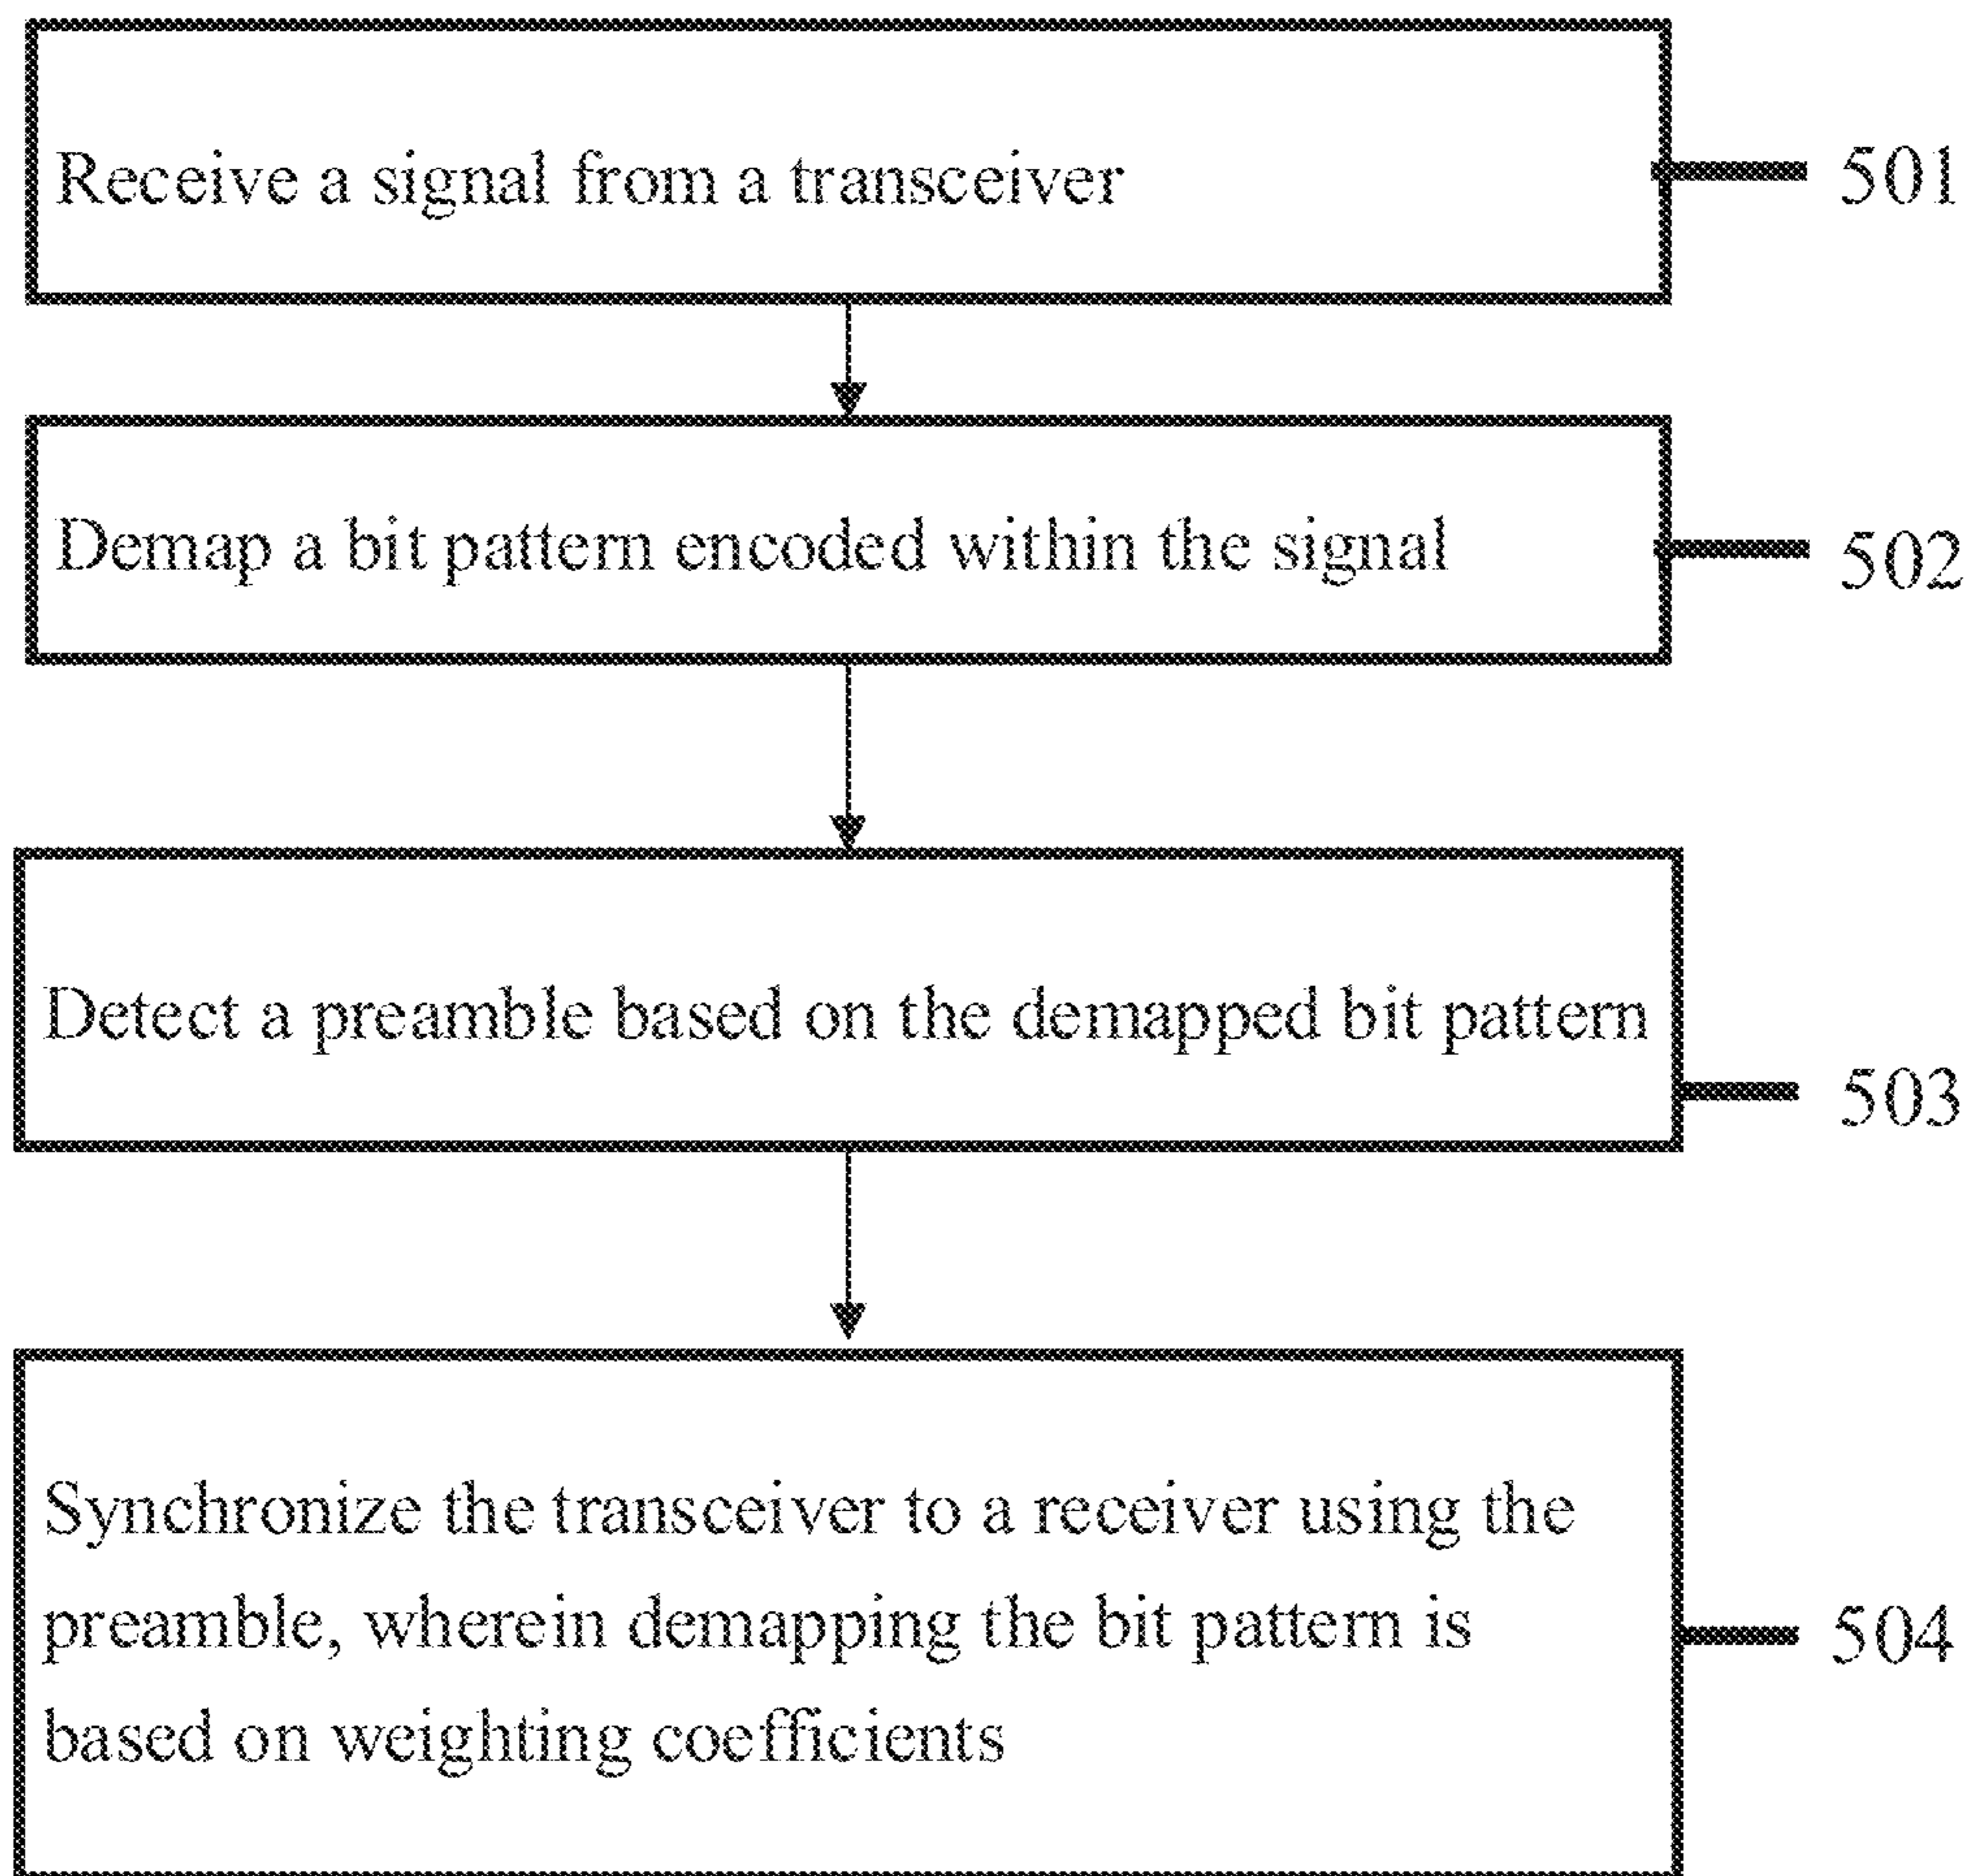 Receive a signal from a transceiver
501
Demap a bit pattern encoded within the signal
502
Detect a preamble based on the demapped bit pattern
503
Synchronize the transceiver to a receiver using the
preamble, wherein demapping the bit pattern is
504
based on weighting coefficients